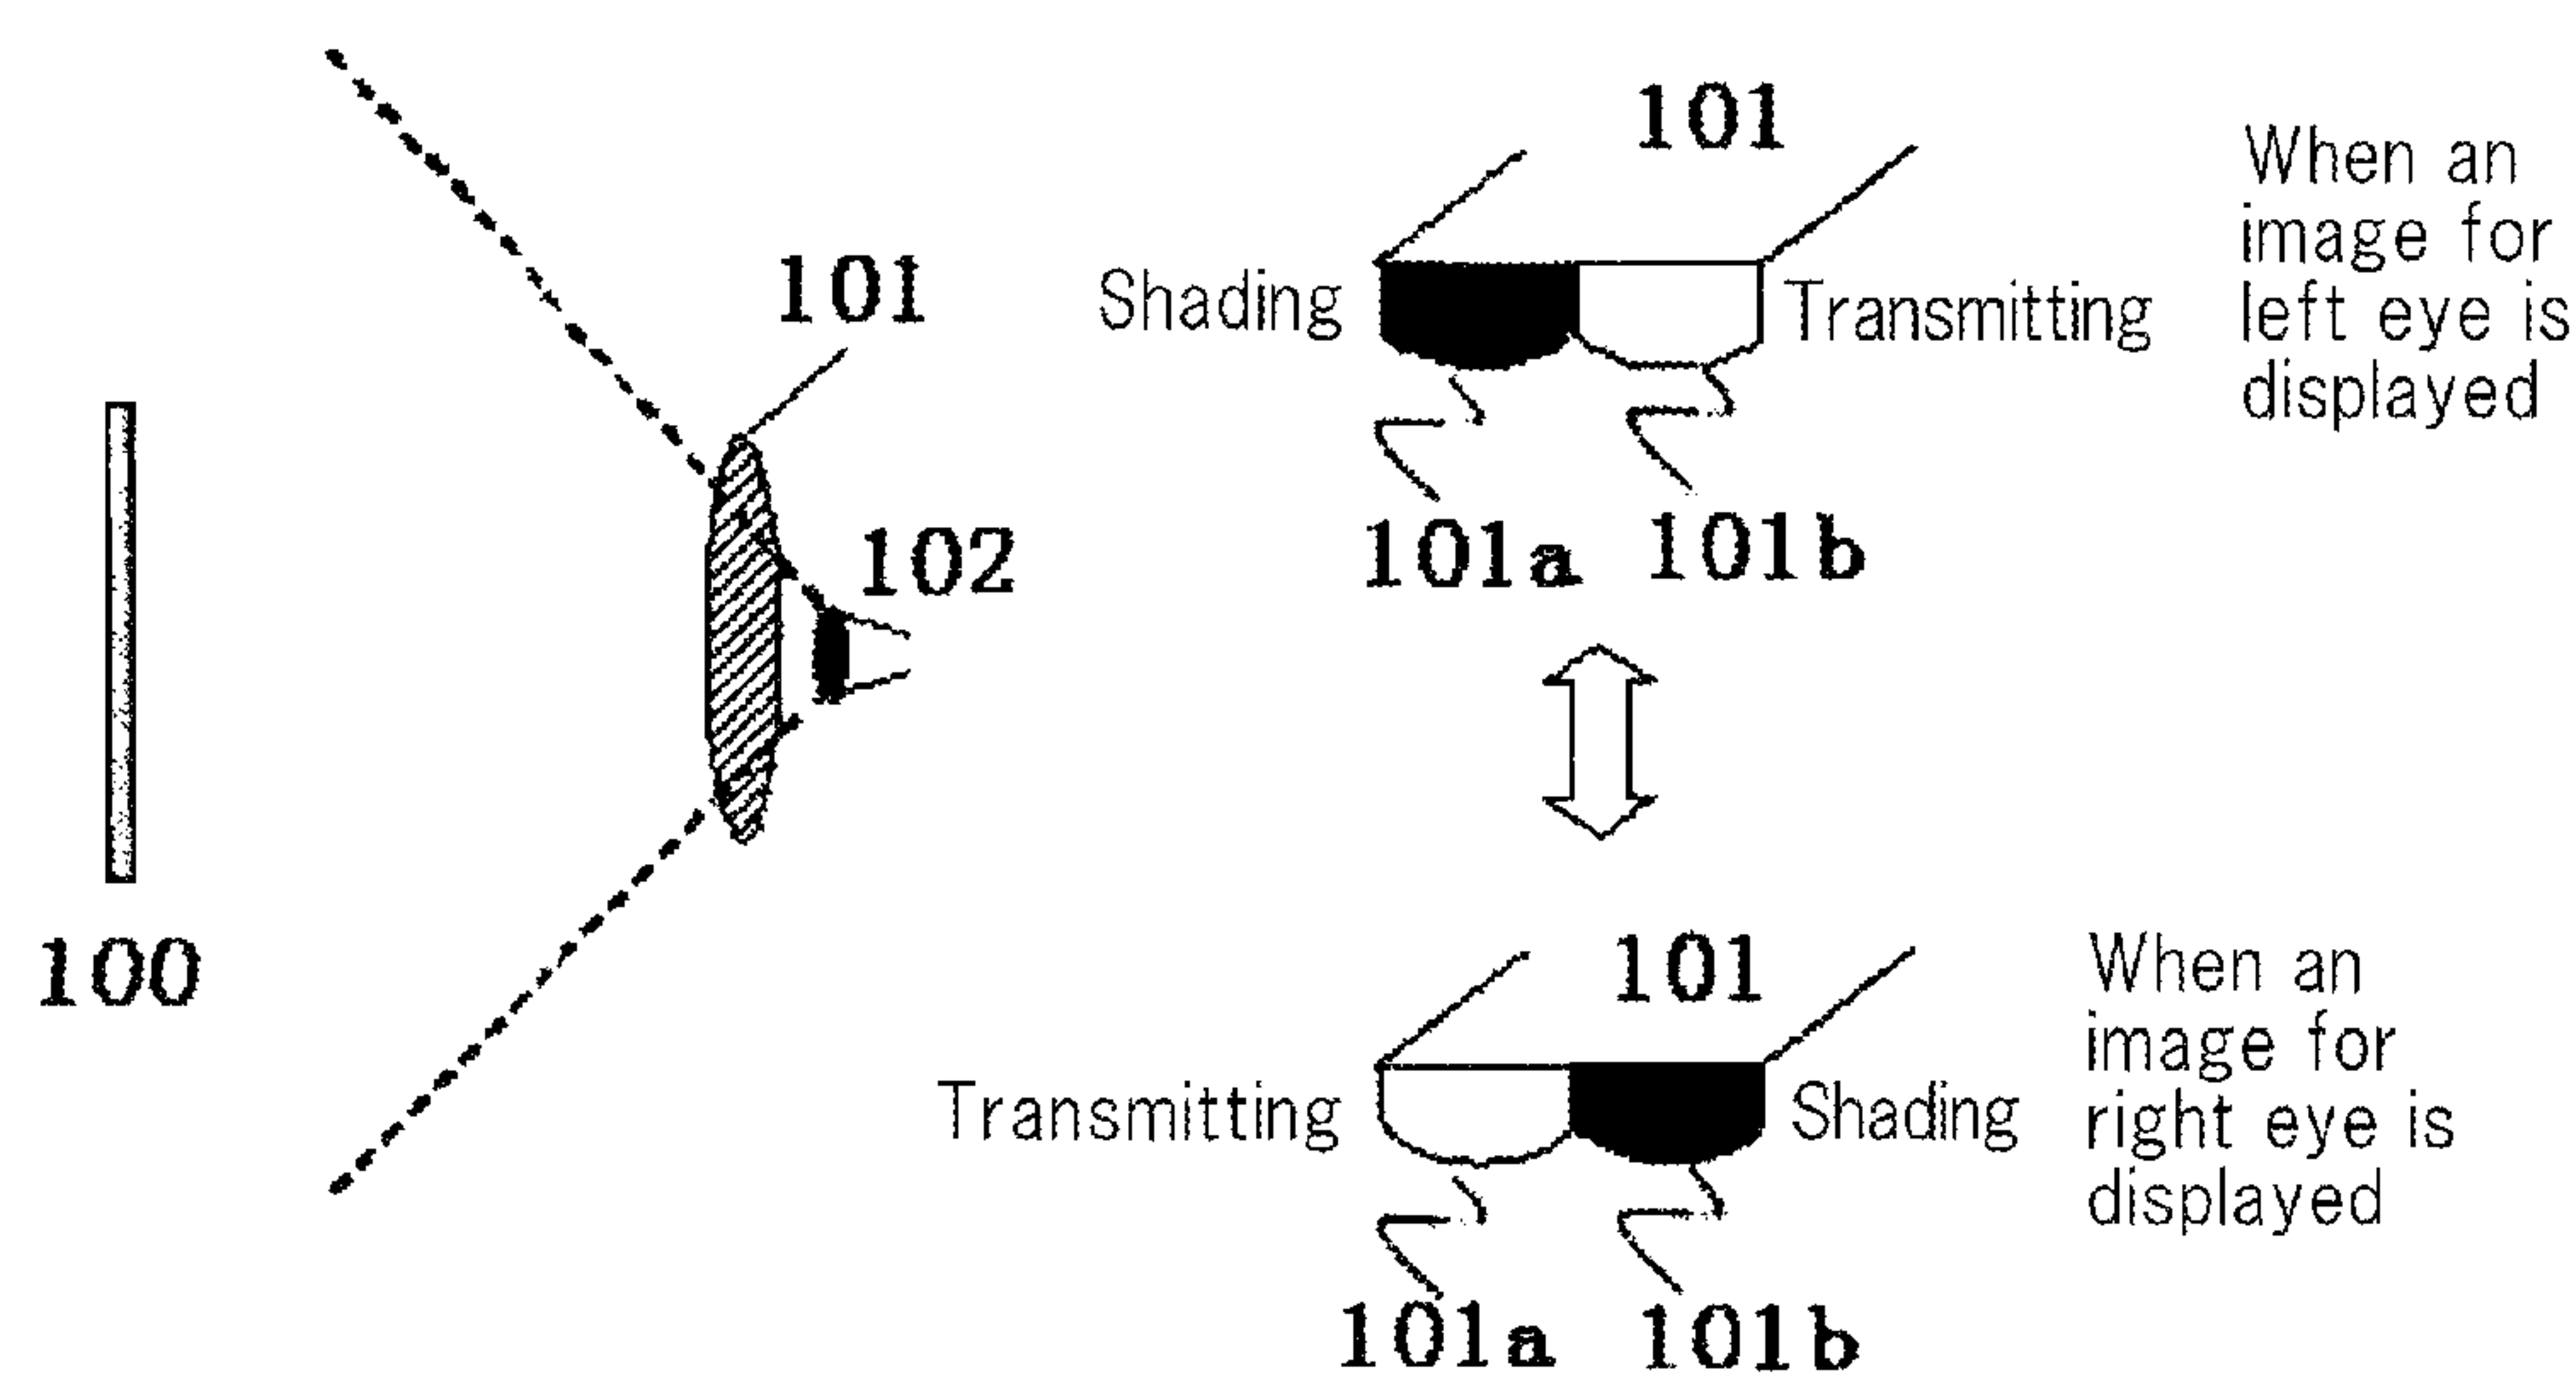 101
When an
image for
left eye is
displayed
Shading
Transmitting
101
101a
101b
102
100
101
When an
image for
right eye is
displayed
Transmitting
Shading
101a
101b